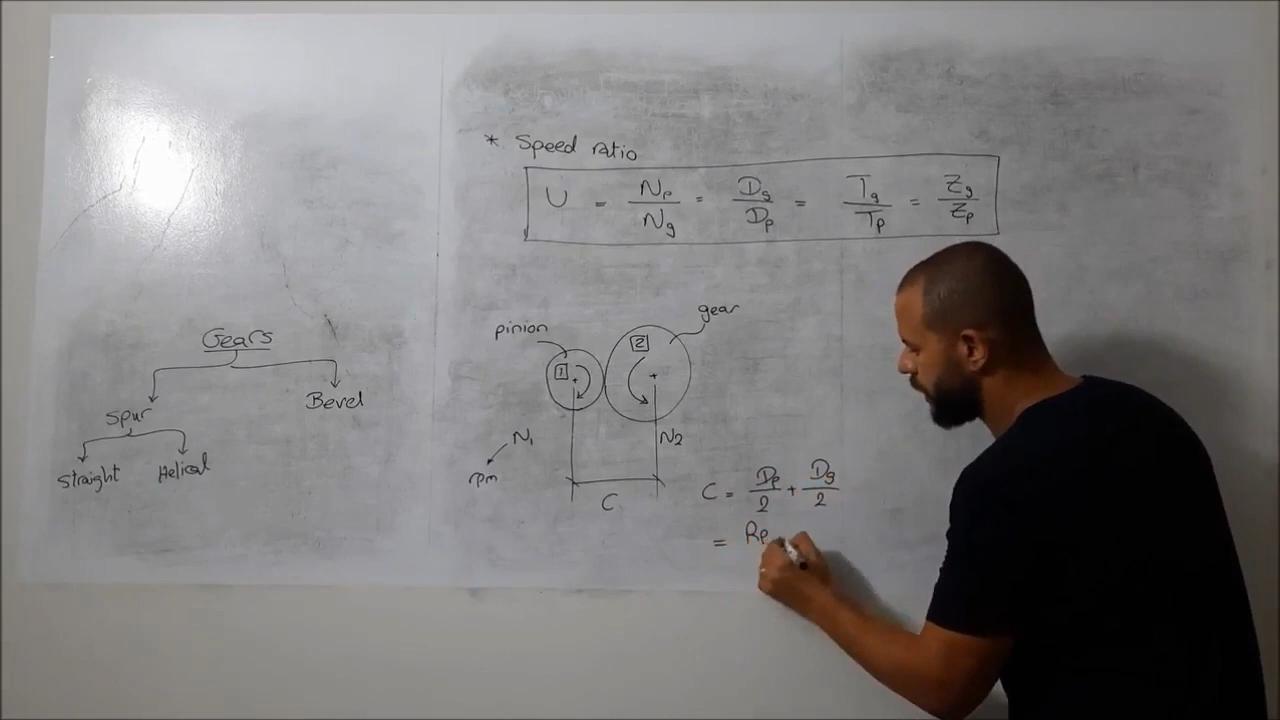 * Speed ratio
U = Np/Ng = Dg/Dp = Tg/Tp = Zg/Zp
pinion
gear
1
2
N1
N2
rpm
C
C = Dp/2 + Dg/2
= Rp
Gears
Spur
Bevel
Straight
Helical